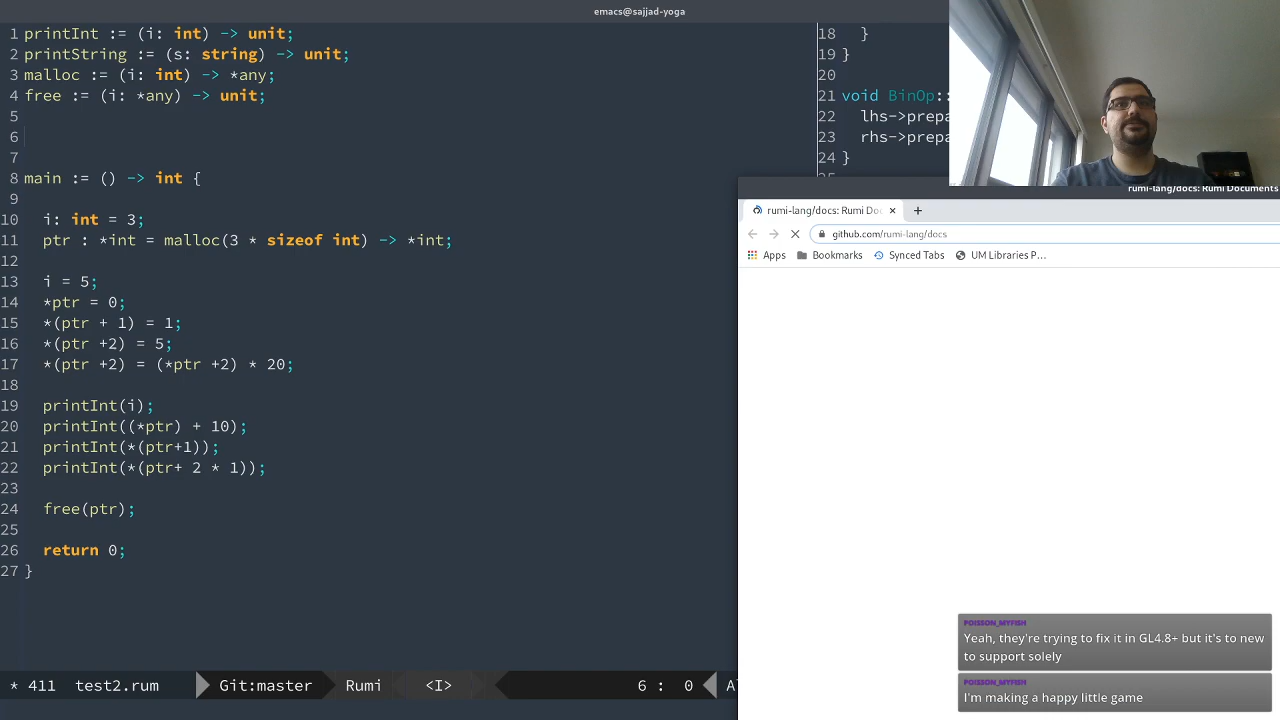 emacs@sajjad-yoga
1 printInt := (i: int) -> unit;
2 printString := (s: string) -> unit;
3 malloc := (i: int) -> *any;
4 free := (i: *any) -> unit;
5
6
7
8 main := () -> int {
9
10 i: int = 3;
11 ptr : *int = malloc(3 * sizeof int) -> *int;
12
13 i = 5;
14 *ptr = 0;
15 *(ptr + 1) = 1;
16 *(ptr +2) = 5;
17 *(ptr +2) = (*ptr +2) * 20;
18
19 printInt(i);
20 printInt((*ptr) + 10);
21 printInt(*(ptr+1));
22 printInt(*(ptr+ 2 * 1));
23
24 free(ptr);
25
26 return 0;
27 }
* 411 test2.rum Git:master Rumi <I> 6 : 0
18 }
19 }
20
21 void BinOp::
22 lhs->prepa
23 rhs->prepa
24 }
rumi-lang/docs: Rumi Documents
rumi-lang/docs: Rumi Do
github.com/rumi-lang/docs
Apps Bookmarks Synced Tabs UM Libraries P…
POISSON_MYFISH
Yeah, they're trying to fix it in GL4.8+ but it's to new
to support solely
POISSON_MYFISH
I'm making a happy little game